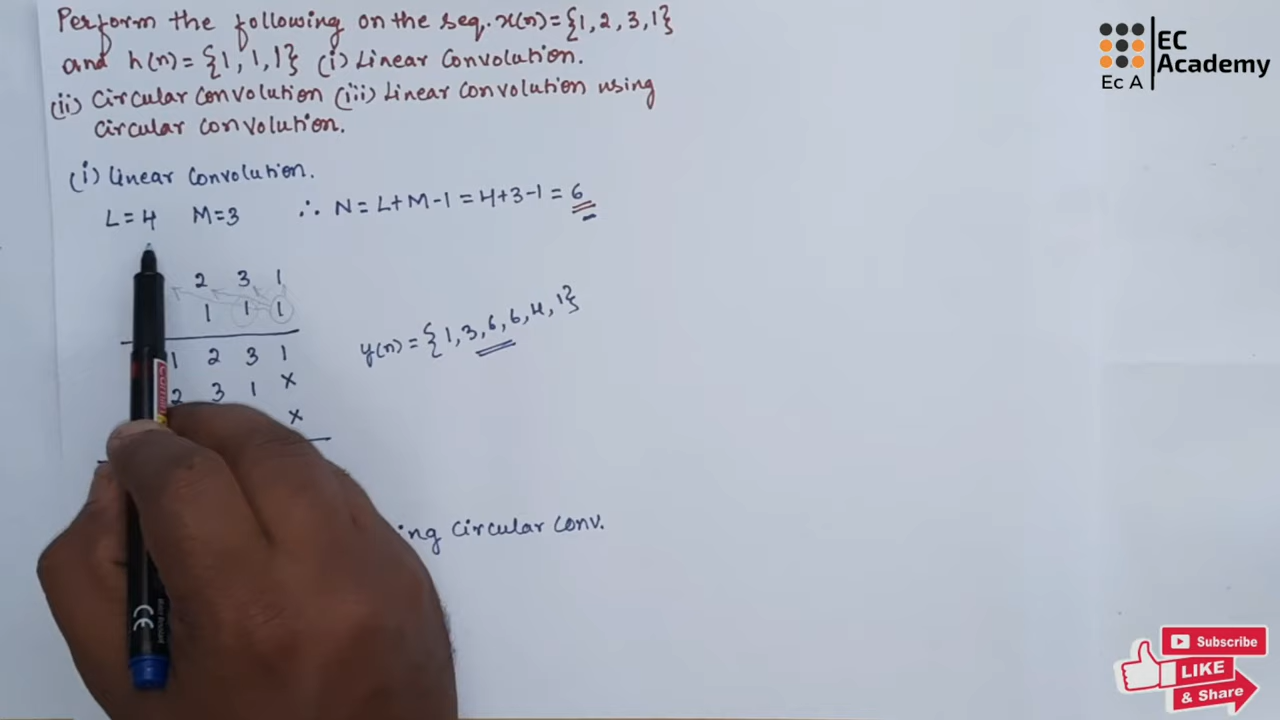 Perform the following on the seq. x(n)={1,2,3,1}
and h(n)={1,1,1} (i) Linear Convolution.
(ii) Circular Convolution (iii) Linear Convolution using
Circular Convolution.
(i) Linear Convolution.
L=4 M=3 ∴ N=L+M-1=4+3-1=6
2 3 1
1 1 1
1 2 3 1
2 3 1 x
x
y(n)={1,3,6,6,4,1}
ing Circular Conv.
EC
Academy
Ec A
Subscribe
LIKE
& Share